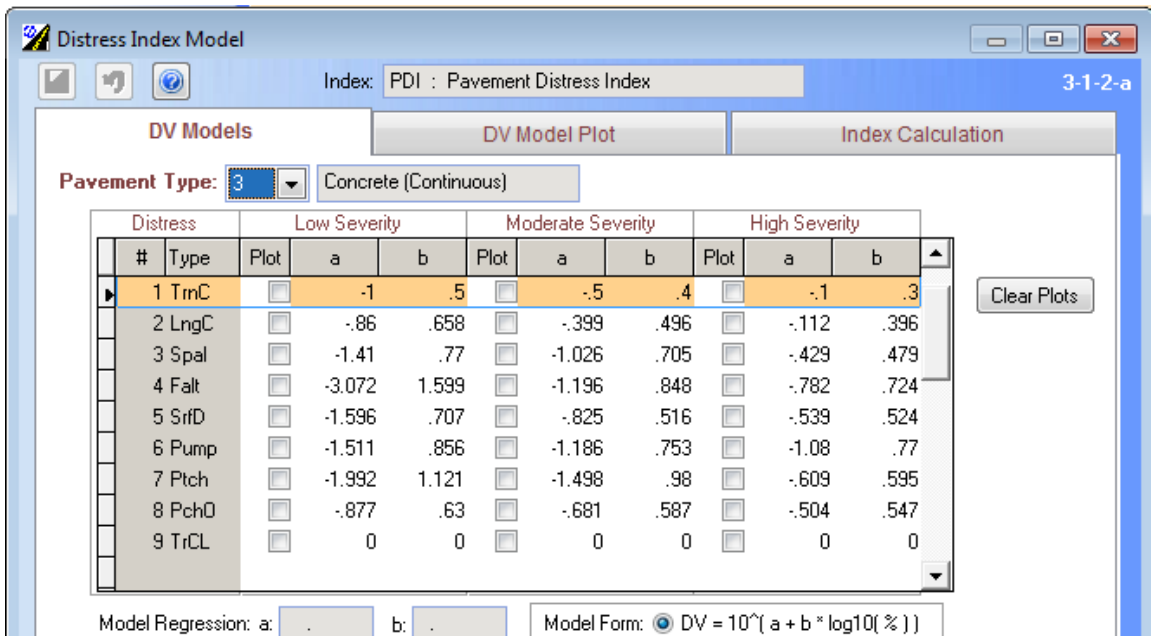 Distress Index Model
Index: PDI : Pavement Distress Index 3-1-2-a
DV Models DV Model Plot Index Calculation
Pavement Type: 3 Concrete (Continuous)
Distress Low Severity Moderate Severity High Severity
# Type Plot a b Plot a b Plot a b
1 TrnC -1 .5 -.5 .4 -.1 .3
Clear Plots
2 LngC -.86 .658 -.399 .496 -.112 .396
3 Spal -1.41 .77 -1.026 .705 -.429 .479
4 Falt -3.072 1.599 -1.196 .848 -.782 .724
5 SrfD -1.596 .707 -.825 .516 -.539 .524
6 Pump -1.511 .856 -1.186 .753 -1.08 .77
7 Ptch -1.992 1.121 -1.498 .98 -.609 .595
8 PchO -.877 .63 -.681 .587 -.504 .547
9 TrCL 0 0 0 0 0 0
Model Regression: a: . b: . Model Form: DV = 10^( a + b * log10( % ) )